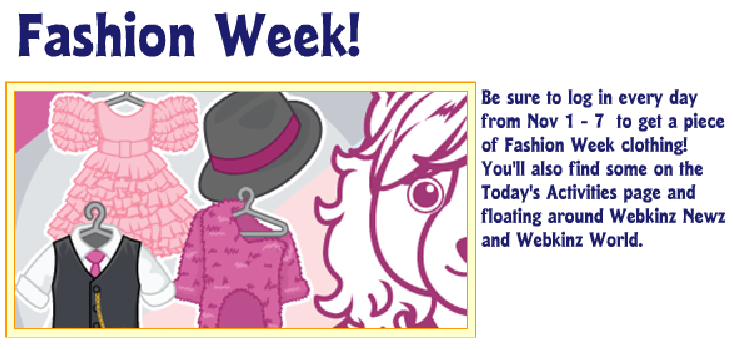 Fashion Week!
Be sure to log in every day
from Nov 1 - 7 to get a piece
of Fashion Week clothing!
You'll also find some on the
Today's Activities page and
floating around Webkinz Newz
and Webkinz World.